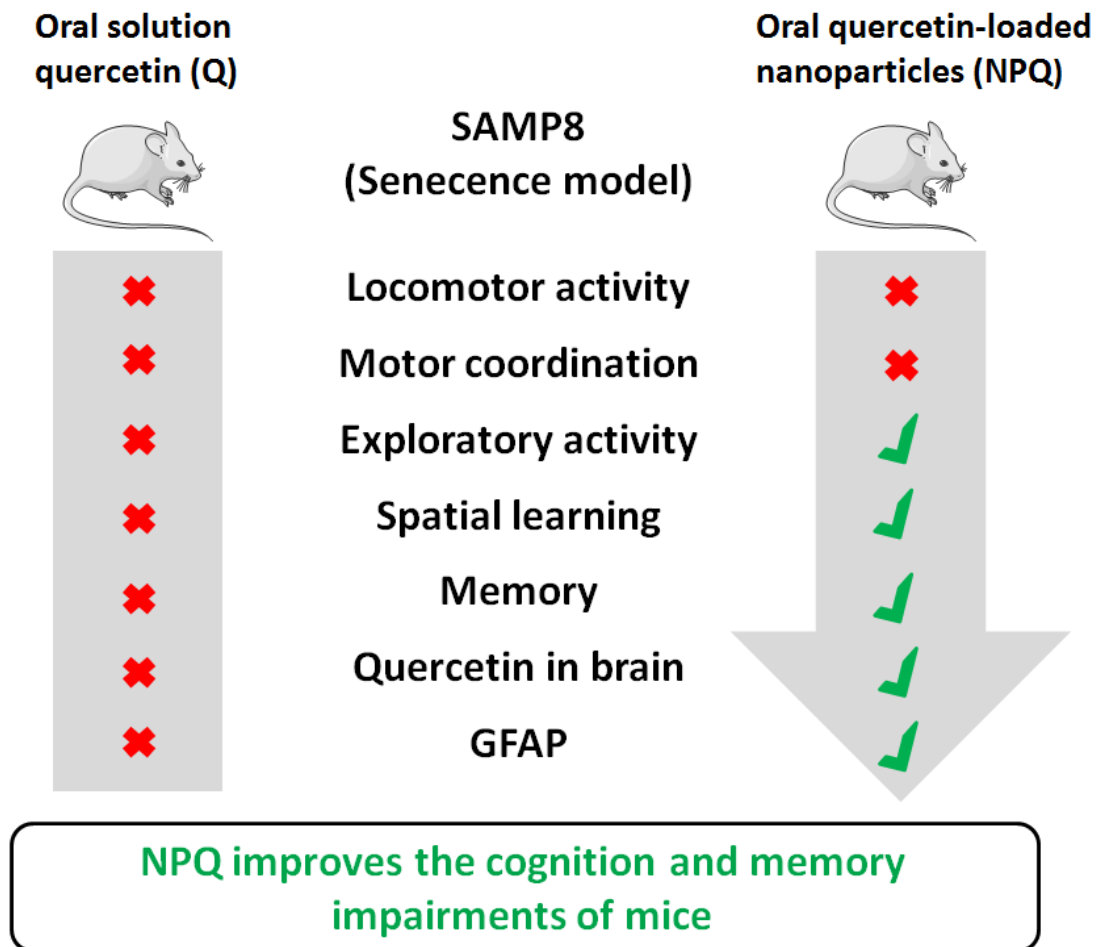 Oral solution
quercetin (Q)
Oral quercetin-loaded
nanoparticles (NPQ)
SAMP8
(Senecence model)
Locomotor activity
Motor coordination
Exploratory activity
Spatial learning
Memory
Quercetin in brain
GFAP
NPQ improves the cognition and memory
impairments of mice